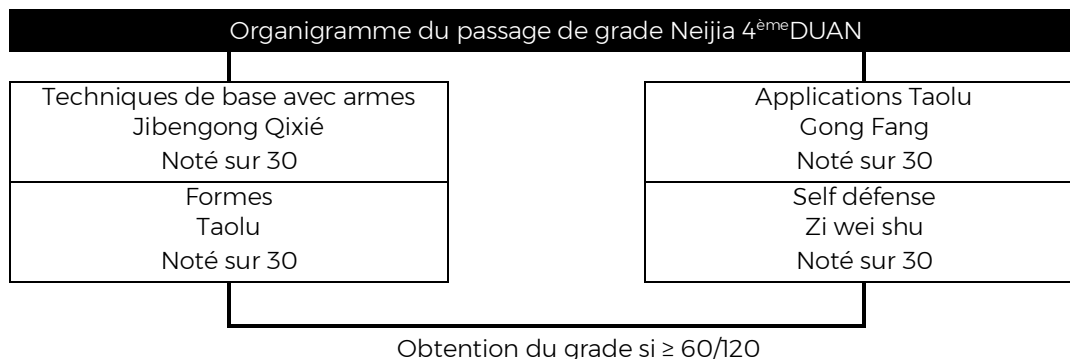 Organigramme du passage de grade Neijia 4èmeDUAN
Techniques de base avec armes
Jibengong Qixié
Noté sur 30
Formes
Taolu
Noté sur 30
Applications Taolu
Gong Fang
Noté sur 30
Self défense
Zi wei shu
Noté sur 30
Obtention du grade si ≥ 60/120